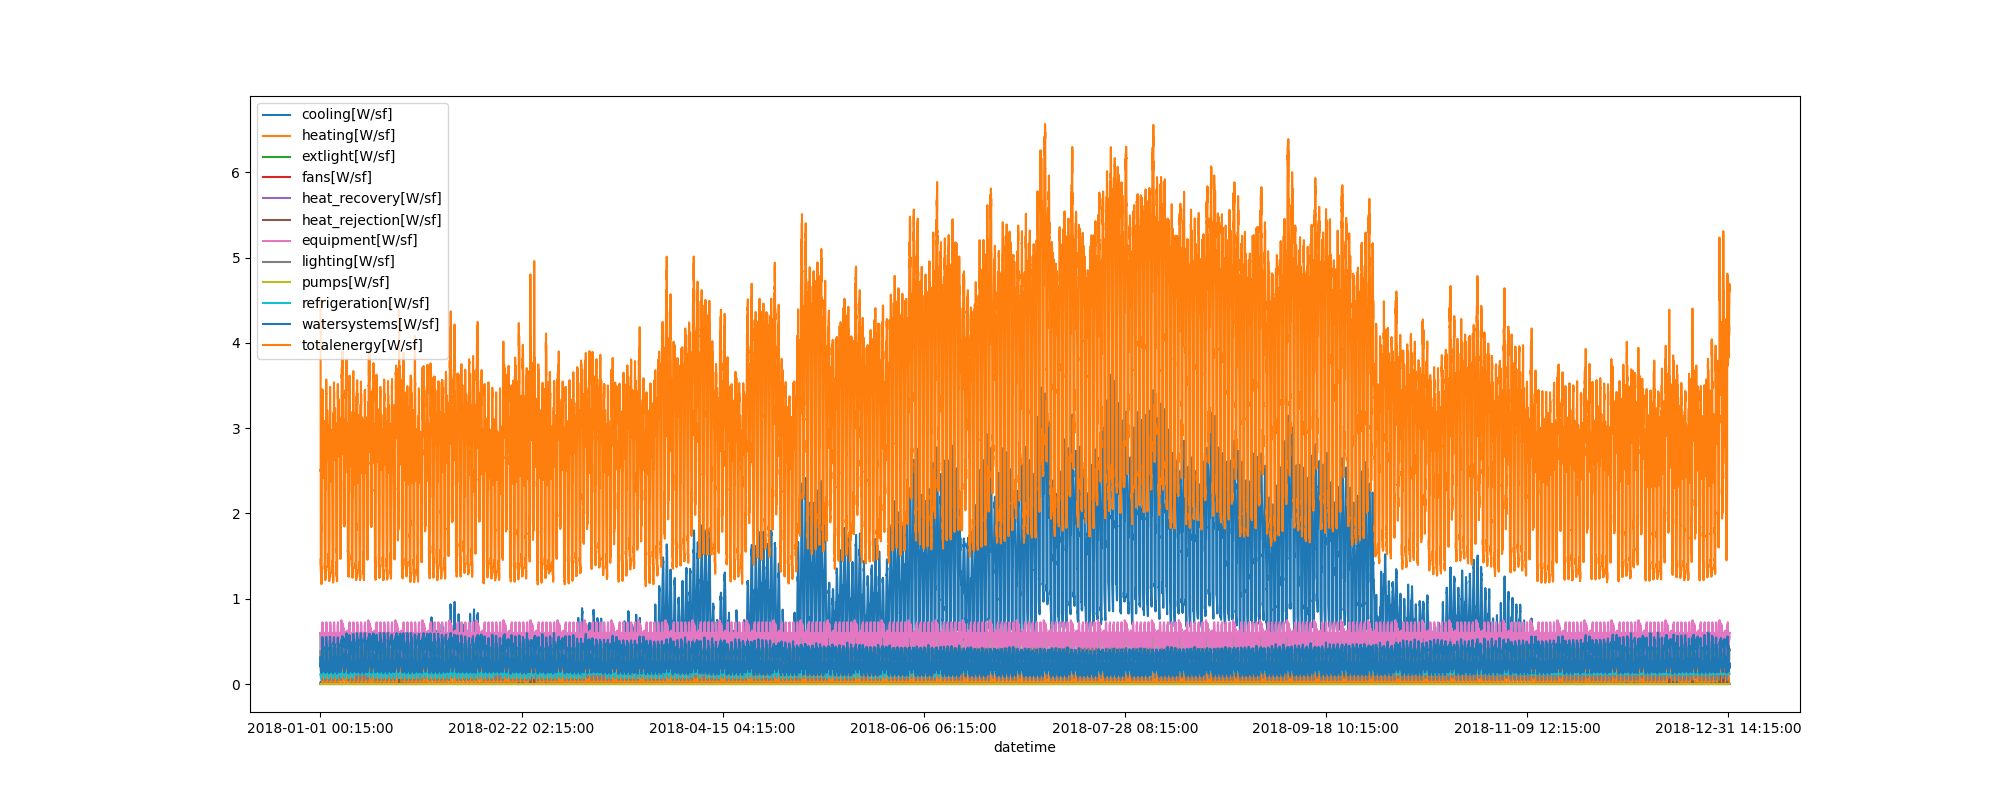 cooling[W/sf]
heating[W/sf]
extlight[W/sf]
fans[W/sf]
heat_recovery[W/sf]
heat_rejection[W/sf]
equipment[W/sf]
lighting[W/sf]
pumps[W/sf]
refrigeration[W/sf]
watersystems[W/sf]
totalenergy[W/sf]
6
5
4
3
2
1
0
2018-01-01 00:15:00 2018-02-22 02:15:00 2018-04-15 04:15:00 2018-06-06 06:15:00 2018-07-28 08:15:00 2018-09-18 10:15:00 2018-11-09 12:15:00 2018-12-31 14:15:00
datetime